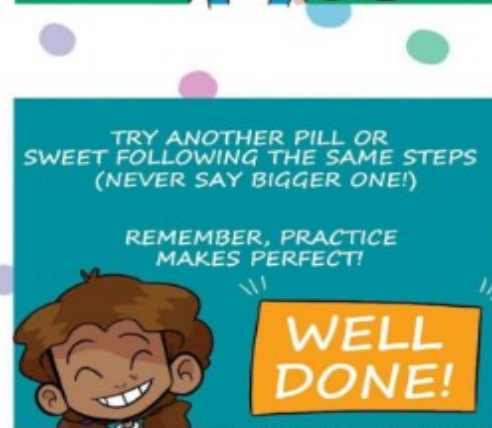 TRY ANOTHER PILL OR
SWEET FOLLOWING THE SAME STEPS
(NEVER SAY BIGGER ONE!)
REMEMBER, PRACTICE
MAKES PERFECT!
WELL
DONE!